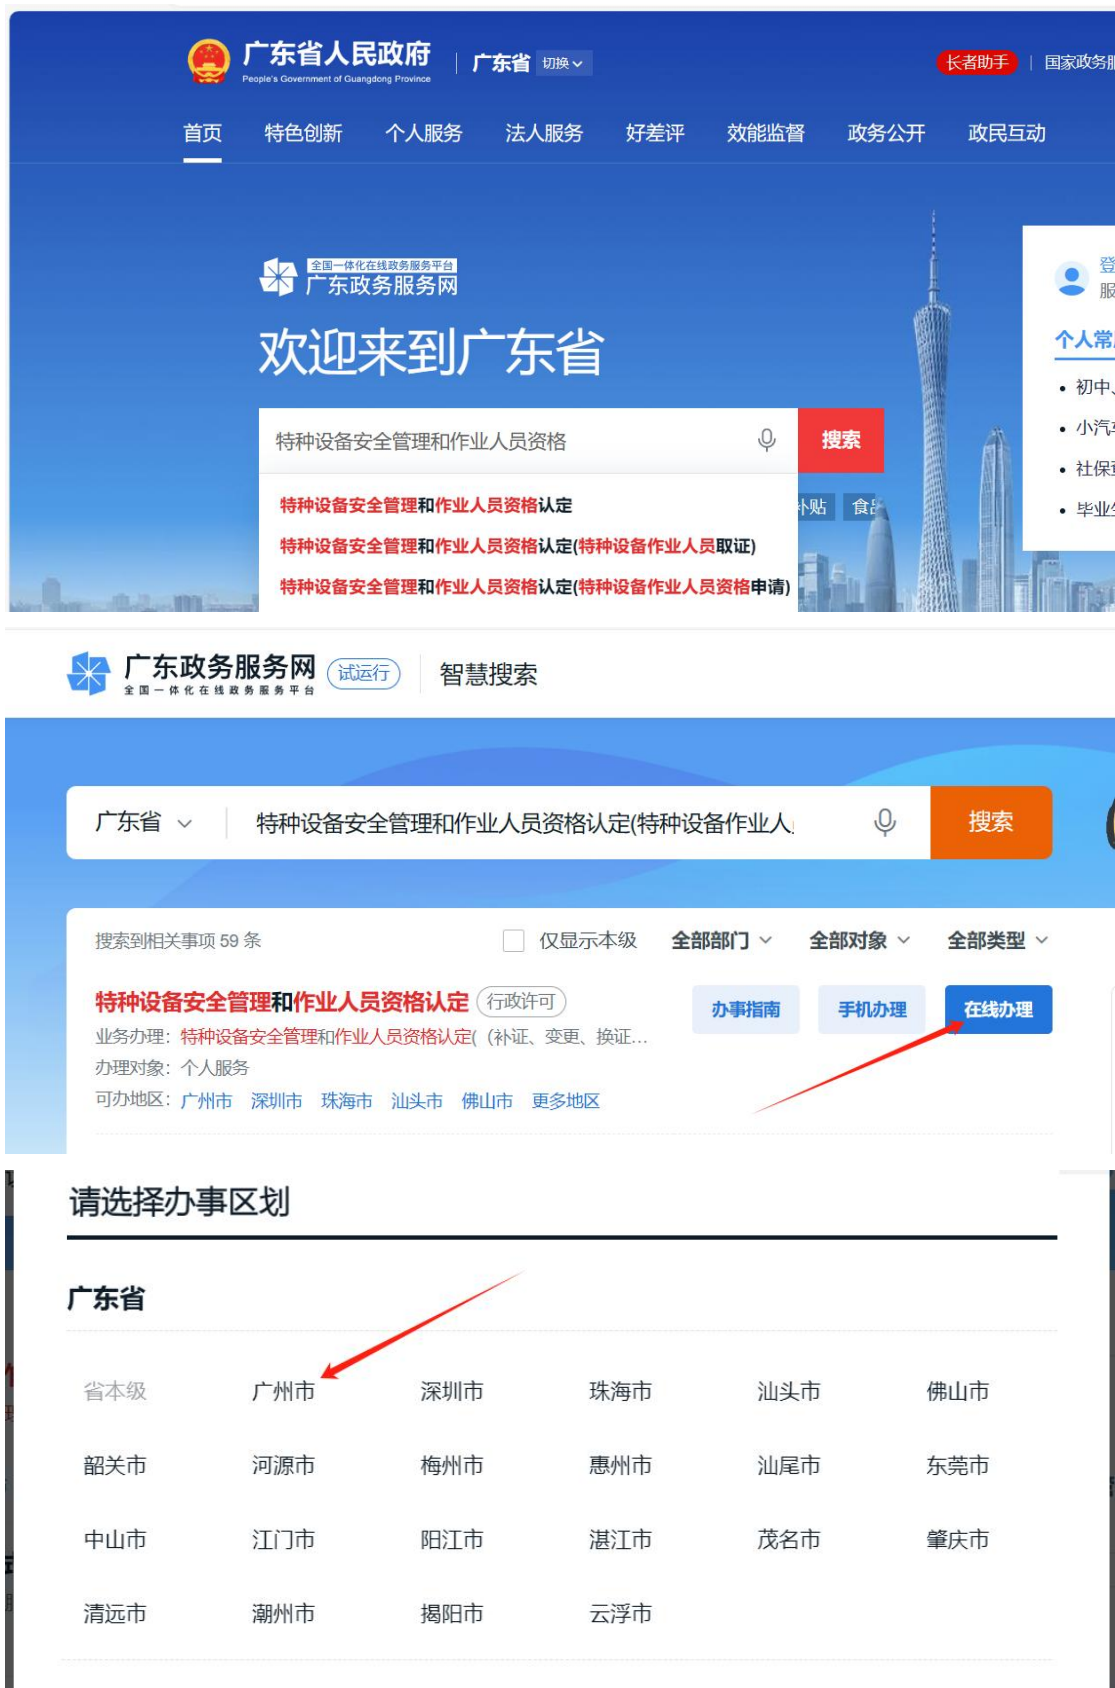 广东省人民政府
People's Government of Guangdong Province
广东省 切换
长者助手 国家政务服
首页 特色创新 个人服务 法人服务 好差评 效能监督 政务公开 政民互动
全国一体化在线政务服务平台
广东政务服务网
登
服
欢迎来到广东省
个人常
初中、
特种设备安全管理和作业人员资格 搜索
小汽
社保
特种设备安全管理和作业人员资格认定
补贴 食
毕业
特种设备安全管理和作业人员资格认定(特种设备作业人员取证)
特种设备安全管理和作业人员资格认定(特种设备作业人员资格申请)
广东政务服务网 试运行 智慧搜索
全国一体化在线政务服务平台
广东省 特种设备安全管理和作业人员资格认定(特种设备作业人 搜索
搜索到相关事项 59 条 仅显示本级 全部部门 全部对象 全部类型
特种设备安全管理和作业人员资格认定 行政许可 办事指南 手机办理 在线办理
业务办理：特种设备安全管理和作业人员资格认定( (补证、变更、换证...
办理对象：个人服务
可办地区：广州市 深圳市 珠海市 汕头市 佛山市 更多地区
请选择办事区划
广东省
省本级 广州市 深圳市 珠海市 汕头市 佛山市
韶关市 河源市 梅州市 惠州市 汕尾市 东莞市
中山市 江门市 阳江市 湛江市 茂名市 肇庆市
清远市 潮州市 揭阳市 云浮市